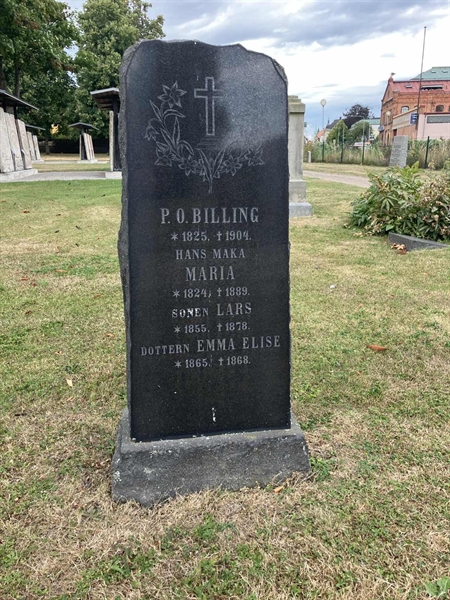 P. O. BILLING
* 1825. † 1904.
HANS MAKA
MARIA
* 1824. † 1889.
SONEN LARS
* 1855. † 1878.
DOTTERN EMMA ELISE
* 1865. † 1868.